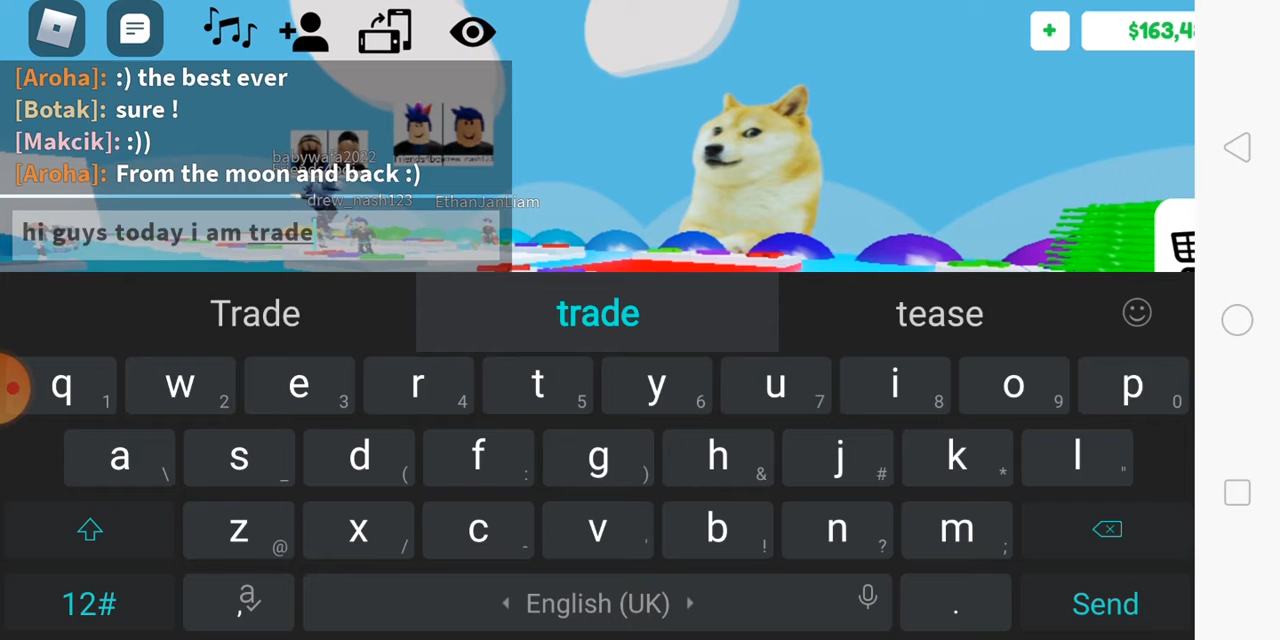 $163,4
[Aroha]: :) the best ever
[Botak]: sure !
[Makcik]: :))
babywata2022
[Aroha]: From the moon and back :)
drew_nash123 EthanJanLiam
hi guys today i am trade
Trade trade tease
q 1 w 2 e 3 r 4 t 5 y 6 u 7 i 8 o 9 p 0
a \ s _ d ( f : g ) h & j # k * l "
z @ x / c - v ' b ! n ? m ;
12# , a English (UK) . Send